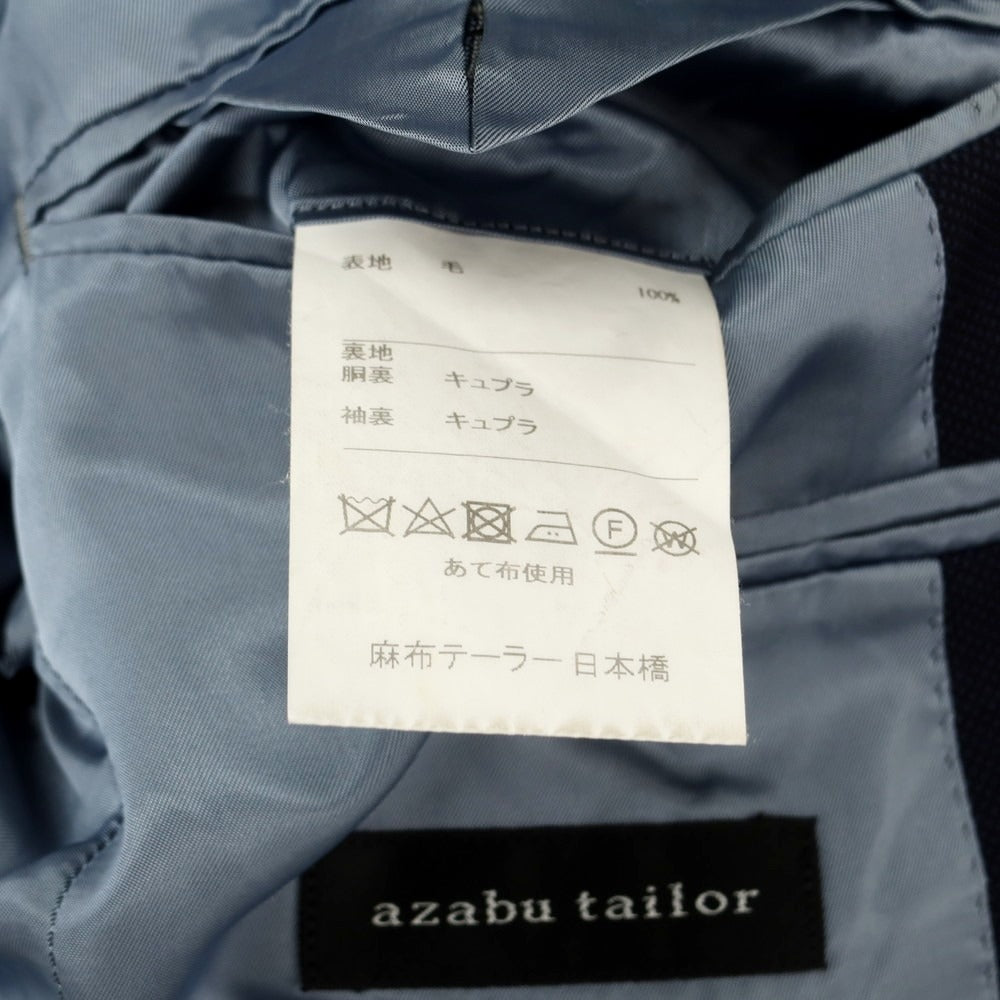 表地 毛
100%
裏地
胴裏 キュプラ
袖裏 キュプラ
F W
あて布使用
麻布テーラー日本橋
azabu tailor